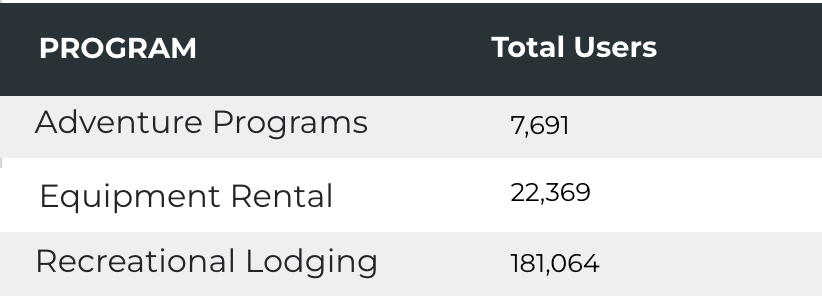 PROGRAM Total Users
Adventure Programs 7,691
Equipment Rental 22,369
Recreational Lodging 181,064